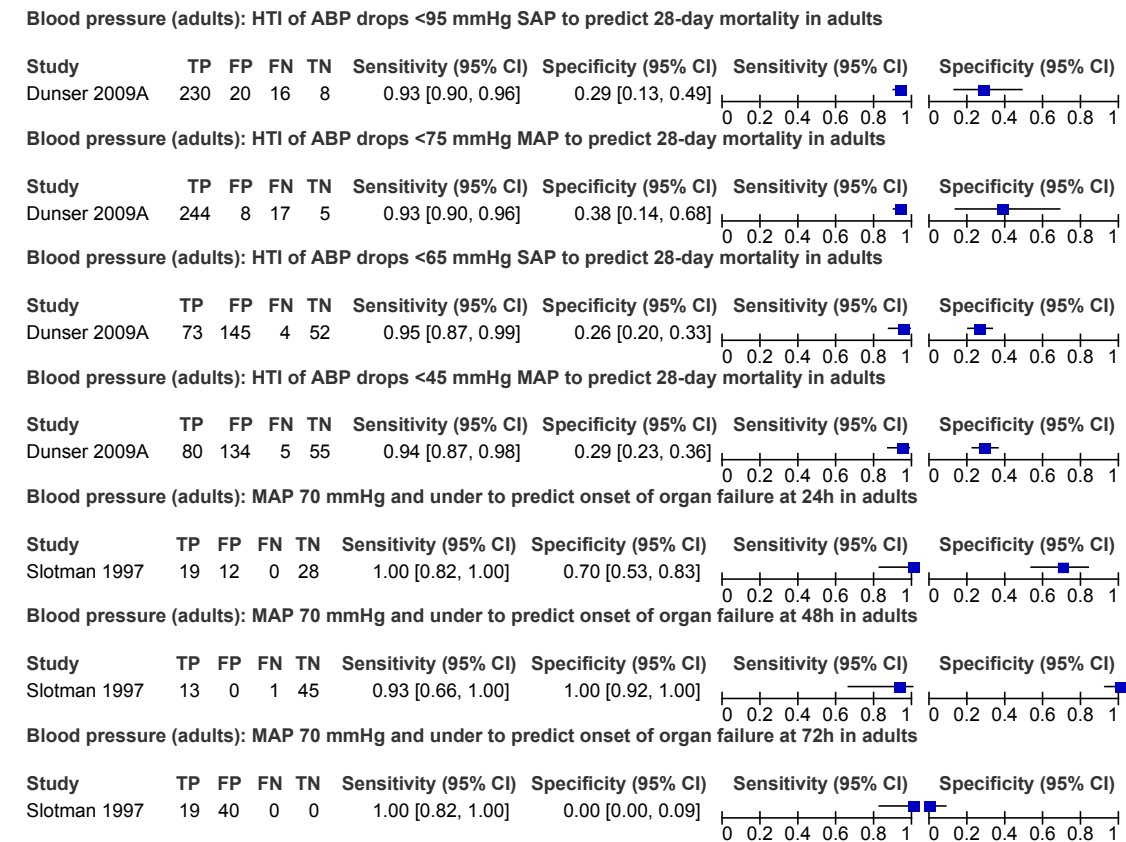 Blood pressure (adults): HTI of ABP drops <95 mmHg SAP to predict 28-day mortality in adults
Study TP FP FN TN Sensitivity (95% CI) Specificity (95% CI) Sensitivity (95% CI) Specificity (95% CI)
Dunser 2009A 230 20 16 8 0.93 [0.90, 0.96] 0.29 [0.13, 0.49]
0 0.2 0.4 0.6 0.8 1 0 0.2 0.4 0.6 0.8 1
Blood pressure (adults): HTI of ABP drops <75 mmHg MAP to predict 28-day mortality in adults
Study TP FP FN TN Sensitivity (95% CI) Specificity (95% CI) Sensitivity (95% CI) Specificity (95% CI)
Dunser 2009A 244 8 17 5 0.93 [0.90, 0.96] 0.38 [0.14, 0.68]
0 0.2 0.4 0.6 0.8 1 0 0.2 0.4 0.6 0.8 1
Blood pressure (adults): HTI of ABP drops <65 mmHg SAP to predict 28-day mortality in adults
Study TP FP FN TN Sensitivity (95% CI) Specificity (95% CI) Sensitivity (95% CI) Specificity (95% CI)
Dunser 2009A 73 145 4 52 0.95 [0.87, 0.99] 0.26 [0.20, 0.33]
0 0.2 0.4 0.6 0.8 1 0 0.2 0.4 0.6 0.8 1
Blood pressure (adults): HTI of ABP drops <45 mmHg MAP to predict 28-day mortality in adults
Study TP FP FN TN Sensitivity (95% CI) Specificity (95% CI) Sensitivity (95% CI) Specificity (95% CI)
Dunser 2009A 80 134 5 55 0.94 [0.87, 0.98] 0.29 [0.23, 0.36]
0 0.2 0.4 0.6 0.8 1 0 0.2 0.4 0.6 0.8 1
Blood pressure (adults): MAP 70 mmHg and under to predict onset of organ failure at 24h in adults
Study TP FP FN TN Sensitivity (95% CI) Specificity (95% CI) Sensitivity (95% CI) Specificity (95% CI)
Slotman 1997 19 12 0 28 1.00 [0.82, 1.00] 0.70 [0.53, 0.83]
0 0.2 0.4 0.6 0.8 1 0 0.2 0.4 0.6 0.8 1
Blood pressure (adults): MAP 70 mmHg and under to predict onset of organ failure at 48h in adults
Study TP FP FN TN Sensitivity (95% CI) Specificity (95% CI) Sensitivity (95% CI) Specificity (95% CI)
Slotman 1997 13 0 1 45 0.93 [0.66, 1.00] 1.00 [0.92, 1.00]
0 0.2 0.4 0.6 0.8 1 0 0.2 0.4 0.6 0.8 1
Blood pressure (adults): MAP 70 mmHg and under to predict onset of organ failure at 72h in adults
Study TP FP FN TN Sensitivity (95% CI) Specificity (95% CI) Sensitivity (95% CI) Specificity (95% CI)
Slotman 1997 19 40 0 0 1.00 [0.82, 1.00] 0.00 [0.00, 0.09]
0 0.2 0.4 0.6 0.8 1 0 0.2 0.4 0.6 0.8 1